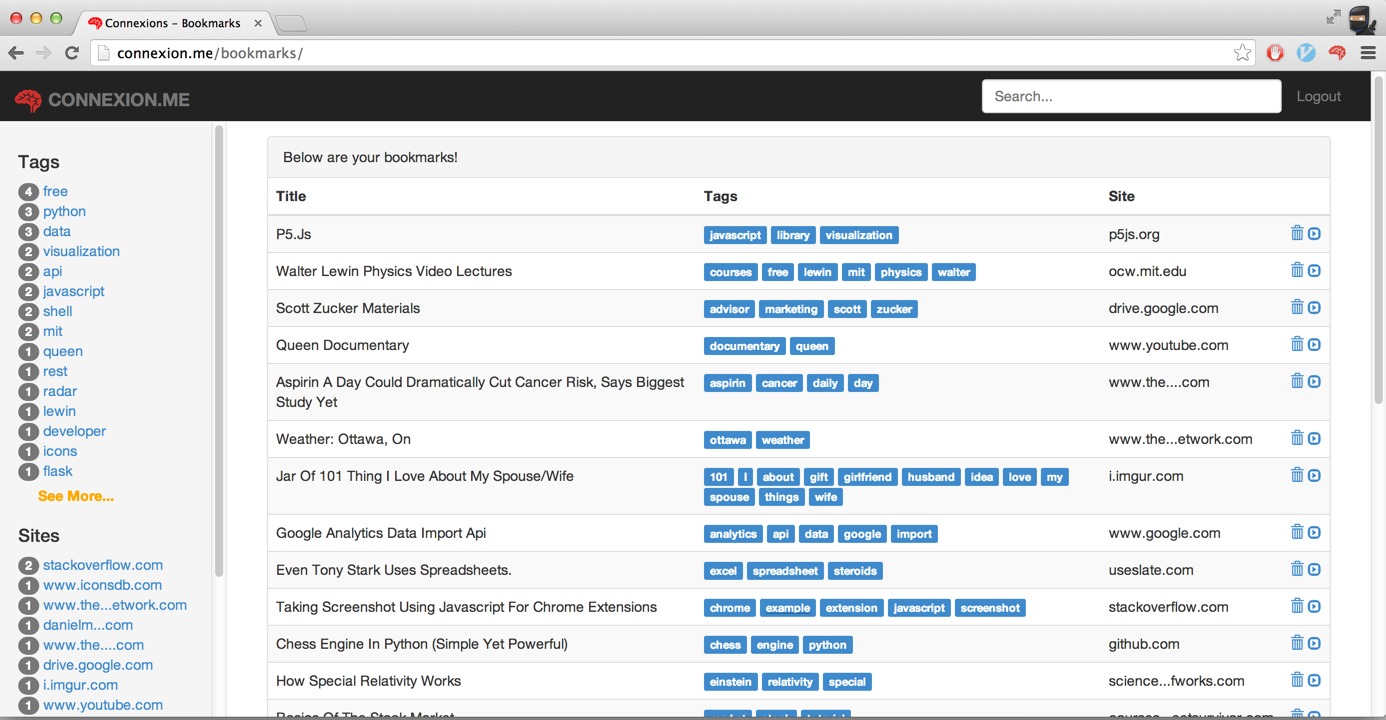 Connexions - Bookmarks
connexion.me/bookmarks/
CONNEXION.ME
Search...
Logout
Tags
4 free
3 python
3 data
2 visualization
2 api
2 javascript
2 shell
2 mit
1 queen
1 rest
1 radar
1 lewin
1 developer
1 icons
1 flask
See More...
Sites
2 stackoverflow.com
1 www.iconsdb.com
1 www.the...etwork.com
1 danielm...com
1 www.the....com
1 drive.google.com
1 i.imgur.com
1 www.youtube.com
Below are your bookmarks!
Title Tags Site
P5.Js javascript library visualization p5js.org
Walter Lewin Physics Video Lectures courses free lewin mit physics walter ocw.mit.edu
Scott Zucker Materials advisor marketing scott zucker drive.google.com
Queen Documentary documentary queen www.youtube.com
Aspirin A Day Could Dramatically Cut Cancer Risk, Says Biggest aspirin cancer daily day www.the....com
Study Yet
Weather: Ottawa, On ottawa weather www.the...etwork.com
Jar Of 101 Thing I Love About My Spouse/Wife 101 I about gift girlfriend husband idea love my i.imgur.com
spouse things wife
Google Analytics Data Import Api analytics api data google import www.google.com
Even Tony Stark Uses Spreadsheets. excel spreadsheet steroids useslate.com
Taking Screenshot Using Javascript For Chrome Extensions chrome example extension javascript screenshot stackoverflow.com
Chess Engine In Python (Simple Yet Powerful) chess engine python github.com
How Special Relativity Works einstein relativity special science...fworks.com
Basics Of The Stock Market